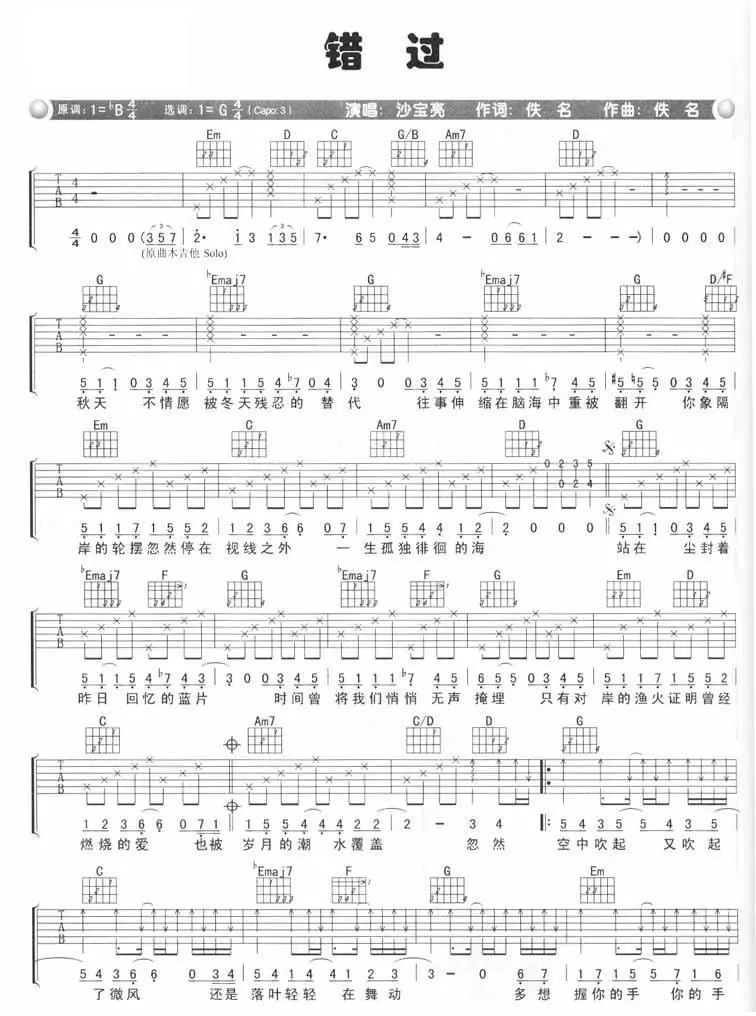 错 过
原调: 1=♭B 4/4 选调: 1=G 4/4 (Capo:3) 演唱: 沙宝亮 作词: 佚 名 作曲: 佚 名
Em D C G/B Am7 D
T A B 4 4
4/4 0 0 0 (3 5 7 2· i 3 1 3 5 7· 6 5 0 4 3 4 - 0 6 6 1 2 - - -) 0 0 0 0
(原曲木吉他 Solo)
G ♭Emaj7 G ♭Emaj7 G D/♯F
T A B
5 1 1 0 3 4 5 5 1 1 1 7 ♭7 0 4 3 0 0 3 4 5 5 1 1 1 ♭7 4 5 ♯5 ♭5 5 0 3 4 5
秋天 不情愿 被冬天残忍的 替代 往事伸 缩在脑海中重被 翻开 你象隔
Em C Am7 D G
T A B 0 2 3 5 0 2 4
5 1 1 7 1 5 5 2 1 2 3 6 6 0 7 1 5 5 4 4 1 2 2 0 0 0 5 1 1 0 3 4 5
岸的轮摆忽然停在 视线之外 一生孤独徘徊的海 站在 尘封着
♭Emaj7 F G ♭Emaj7 F G Em D
T A B
5 1 1 5 4 ♭7 4 3 3 0 0 3 4 5 5 1 1 1 ♭7 4 5 6 5 5 0 3 4 5 5 1 1 7 1 5 5 2
昨日 回忆的蓝片 时间曾 将我们悄悄 无声 掩埋 只有对 岸的渔火证明曾经
C Am7 C/D D G
T A B
1 2 3 6 6 0 7 1 1 5 5 4 4 4 2 2 2 - 3 4 5 4 3 5 5 4 3 5
燃烧的爱 也被 岁月的潮 水覆盖 忽然 空中吹起 又吹起
C ♭Emaj7 F G Em
T A B
5 4 3 6 6 0 3 4 5 1 4 4 4 1 2 3 - 0 6 7 1 7 1 5 1 7 6 7
了微风 还是 落叶轻轻 在舞动 多想 握你的手 你的手